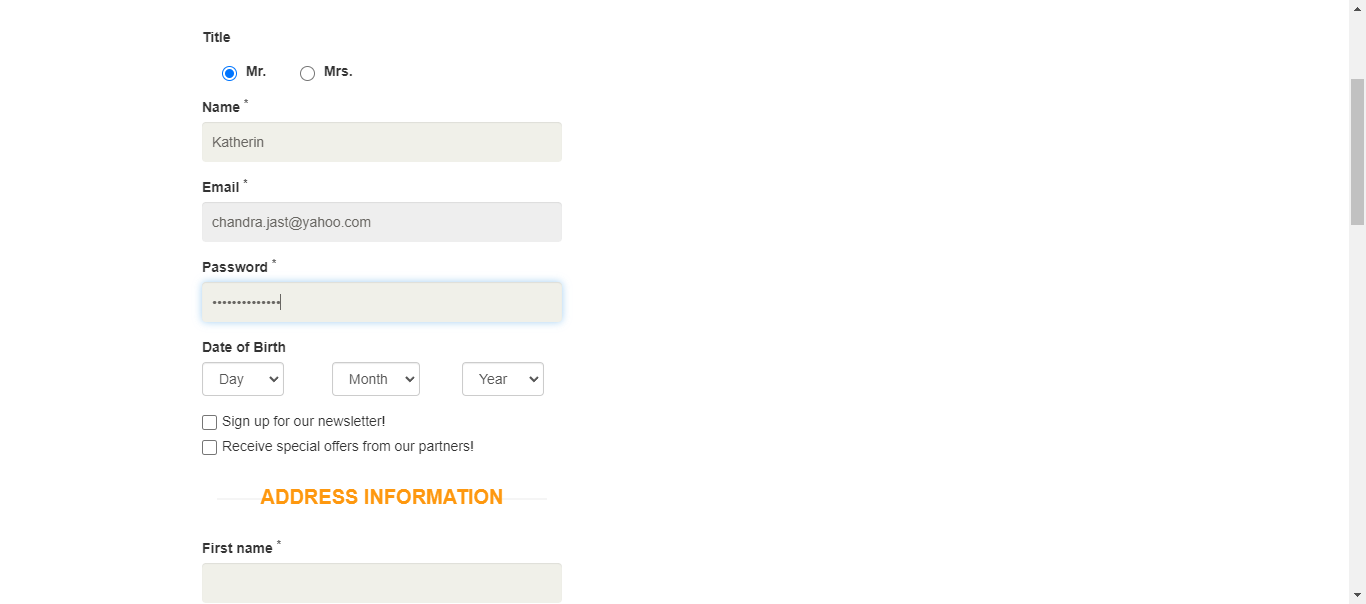 Title
Mr. Mrs.
Name *
Katherin
Email *
chandra.jast@yahoo.com
Password *
••••••••••••••
Date of Birth
Day Month Year
Sign up for our newsletter!
Receive special offers from our partners!
ADDRESS INFORMATION
First name *